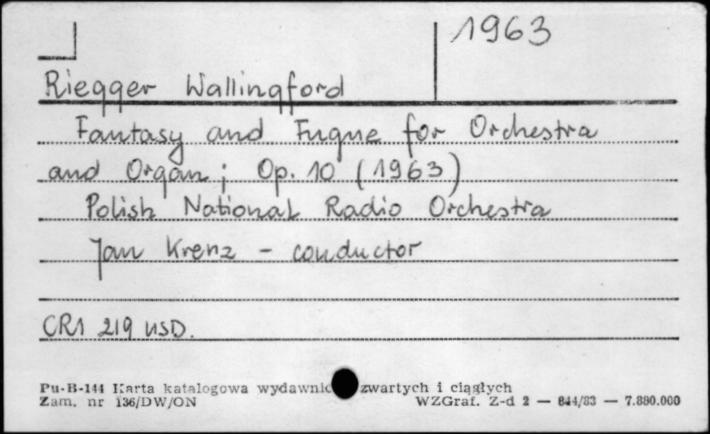 1963
Riegger Wallingford
Fantasy and Fugue for Orchestra
and Organ; Op. 10 (1963)
Polish National Radio Orchestra
Jan Krenz - conductor
CRI 219 USD.
Pu-B-144 Karta katalogowa wydawnic zwartych i ciągłych
Zam. nr 136/DW/ON WZGraf. Z-d 2 — 844/83 — 7.880.000